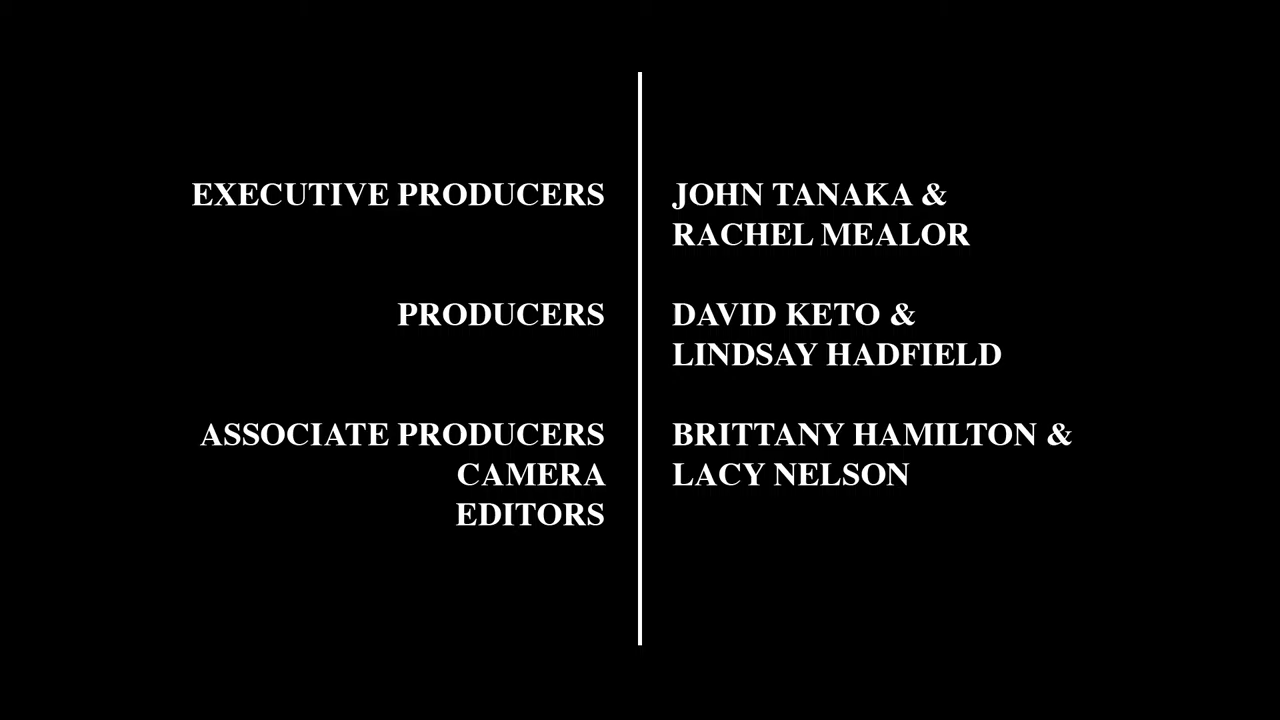 EXECUTIVE PRODUCERS JOHN TANAKA &
RACHEL MEALOR
PRODUCERS DAVID KETO &
LINDSAY HADFIELD
ASSOCIATE PRODUCERS BRITTANY HAMILTON &
CAMERA LACY NELSON
EDITORS